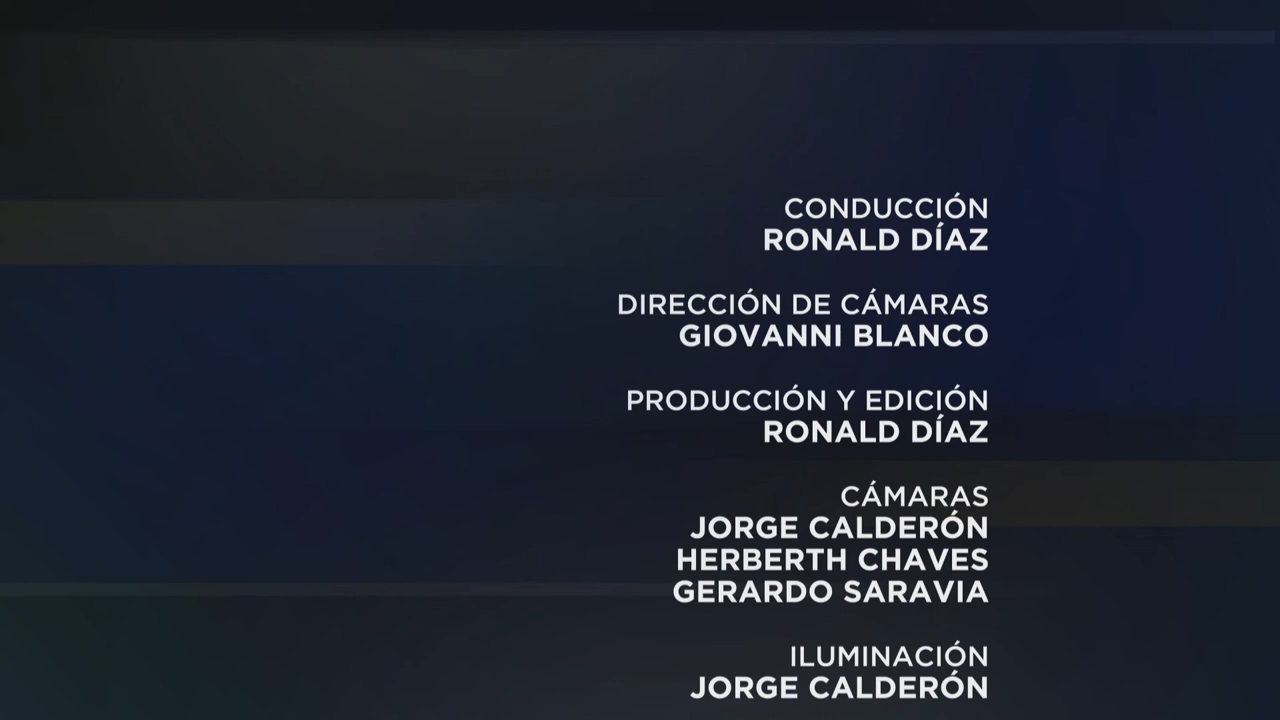 CONDUCCIÓN
RONALD DÍAZ
DIRECCIÓN DE CÁMARAS
GIOVANNI BLANCO
PRODUCCIÓN Y EDICIÓN
RONALD DÍAZ
CÁMARAS
JORGE CALDERÓN
HERBERTH CHAVES
GERARDO SARAVIA
ILUMINACIÓN
JORGE CALDERÓN